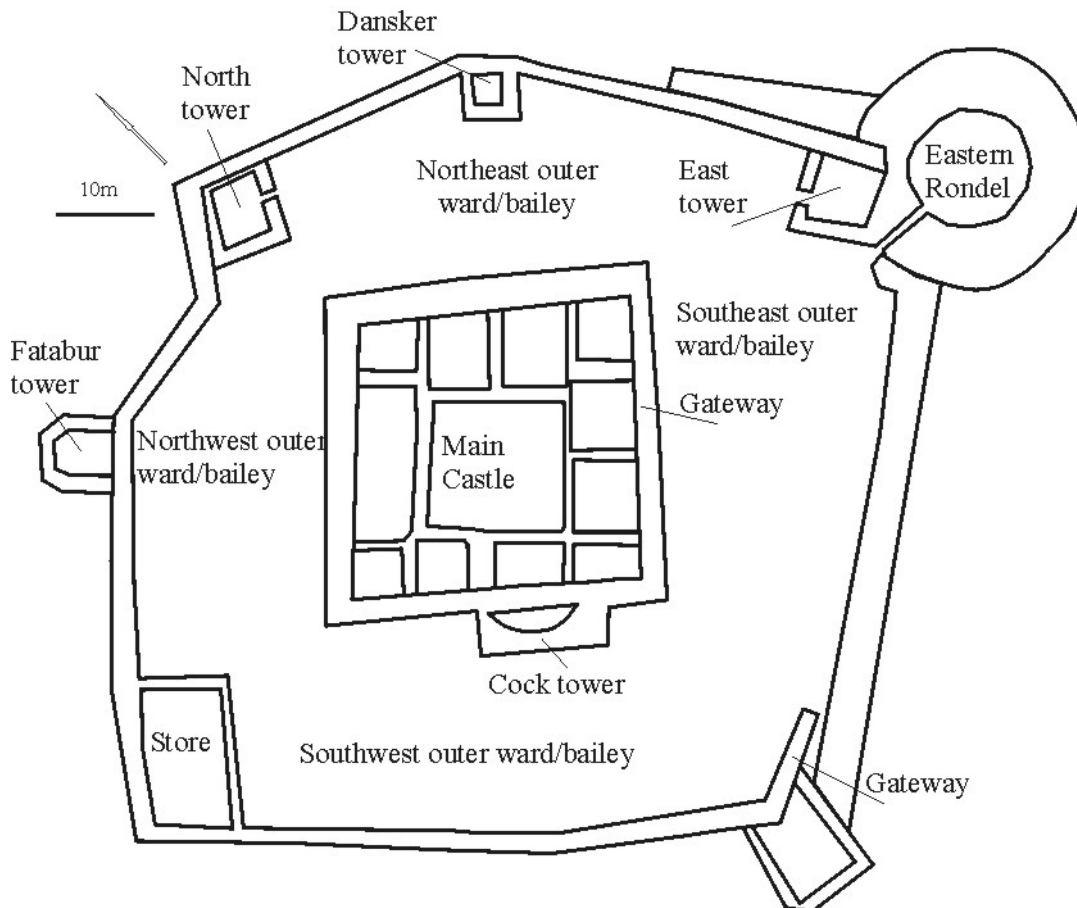 Dansker
tower
North
tower
10m
Northeast outer
ward/bailey
East
tower
Eastern
Rondel
Southeast outer
ward/bailey
Fatabur
tower
Gateway
Northwest outer
ward/bailey
Main
Castle
Cock tower
Store
Southwest outer ward/bailey
Gateway